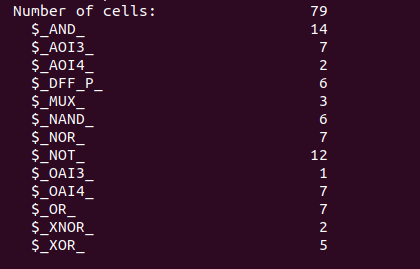 Number of cells: 79
$_AND_ 14
$_AOI3_ 7
$_AOI4_ 2
$_DFF_P_ 6
$_MUX_ 3
$_NAND_ 6
$_NOR_ 7
$_NOT_ 12
$_OAI3_ 1
$_OAI4_ 7
$_OR_ 7
$_XNOR_ 2
$_XOR_ 5